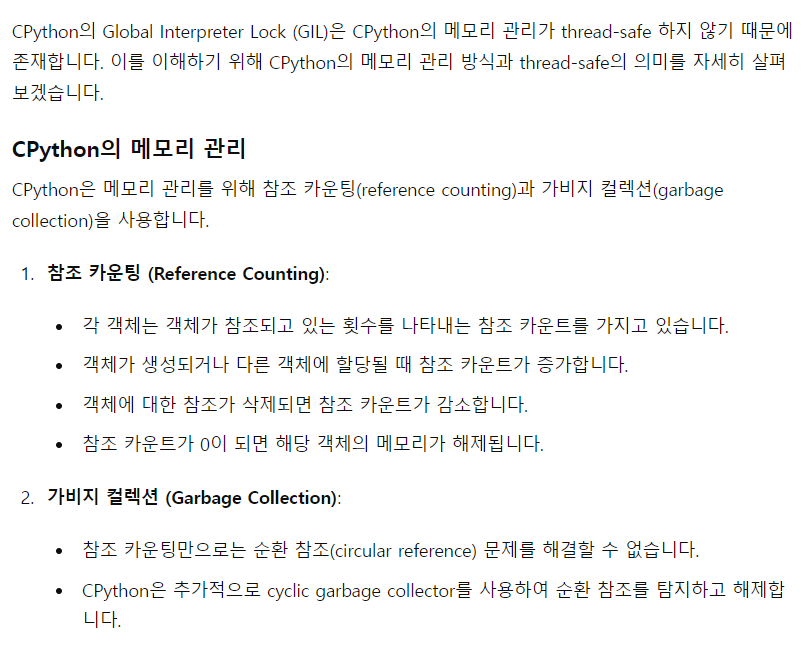 CPython의 Global Interpreter Lock (GIL)은 CPython의 메모리 관리가 thread-safe 하지 않기 때문에
존재합니다. 이를 이해하기 위해 CPython의 메모리 관리 방식과 thread-safe의 의미를 자세히 살펴
보겠습니다.
CPython의 메모리 관리
CPython은 메모리 관리를 위해 참조 카운팅(reference counting)과 가비지 컬렉션(garbage
collection)을 사용합니다.
1. 참조 카운팅 (Reference Counting):
• 각 객체는 객체가 참조되고 있는 횟수를 나타내는 참조 카운트를 가지고 있습니다.
• 객체가 생성되거나 다른 객체에 할당될 때 참조 카운트가 증가합니다.
• 객체에 대한 참조가 삭제되면 참조 카운트가 감소합니다.
• 참조 카운트가 0이 되면 해당 객체의 메모리가 해제됩니다.
2. 가비지 컬렉션 (Garbage Collection):
• 참조 카운팅만으로는 순환 참조(circular reference) 문제를 해결할 수 없습니다.
• CPython은 추가적으로 cyclic garbage collector를 사용하여 순환 참조를 탐지하고 해제합
니다.